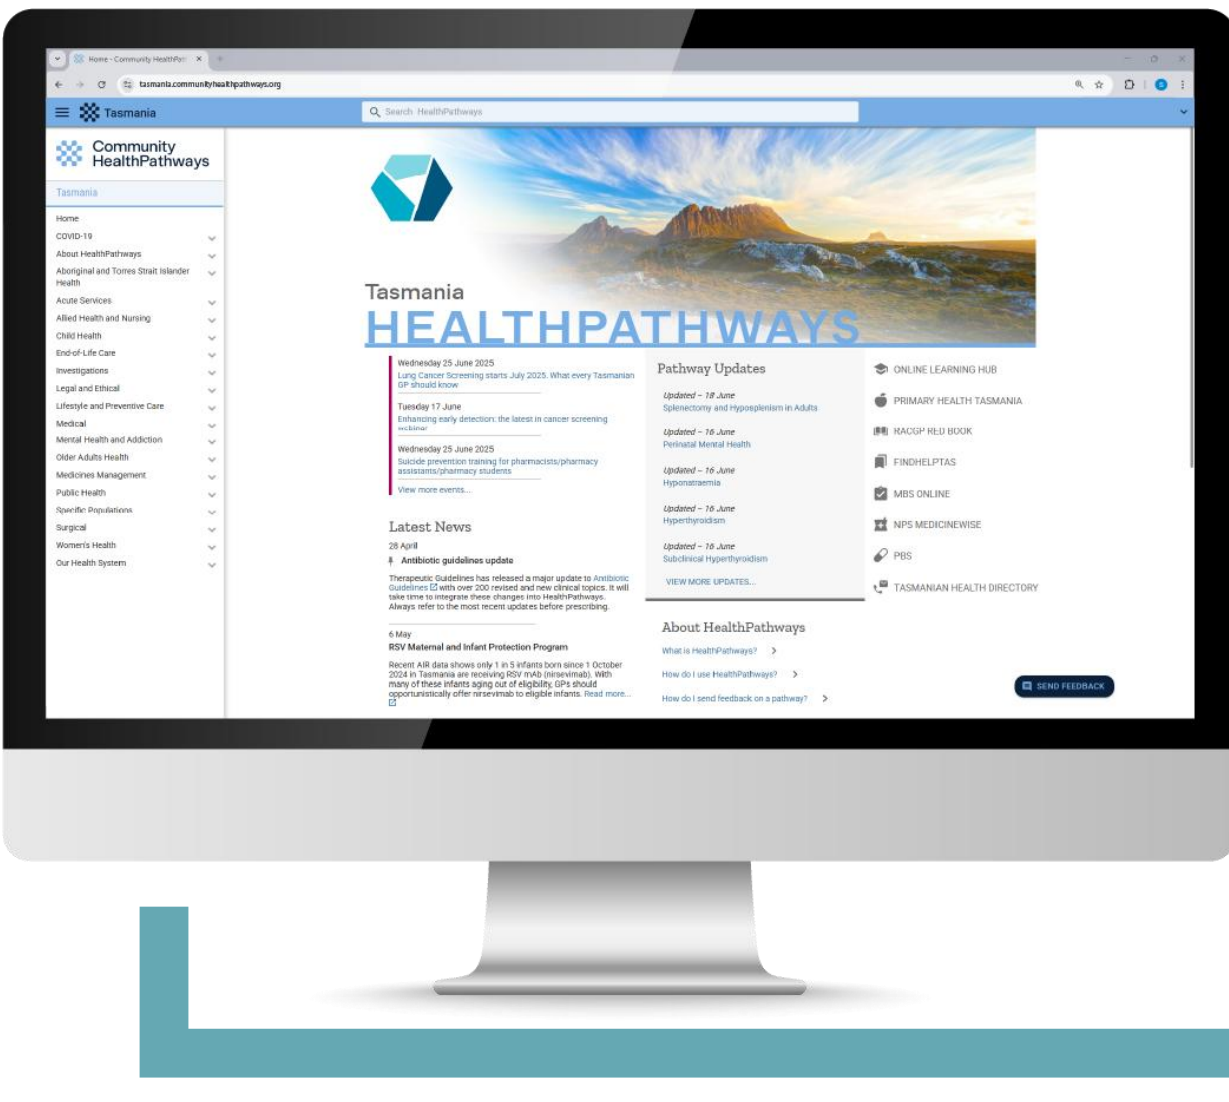 Home - Community HealthPat
tasmania.communityhealthpathways.org
Tasmania
Search HealthPathways
Community
HealthPathways
Tasmania
Home
COVID-19
About HealthPathways
Aboriginal and Torres Strait Islander
Health
Acute Services
Allied Health and Nursing
Child Health
End-of-Life Care
Investigations
Legal and Ethical
Lifestyle and Preventive Care
Medical
Mental Health and Addiction
Older Adults Health
Medicines Management
Public Health
Specific Populations
Surgical
Women's Health
Our Health System
Tasmania
HEALTHPATHWAYS
Wednesday 25 June 2025
Lung Cancer Screening starts July 2025. What every Tasmanian
GP should know
Tuesday 17 June
Enhancing early detection: the latest in cancer screening
webinar
Wednesday 25 June 2025
Suicide prevention training for pharmacists/pharmacy
assistants/pharmacy students
View more events...
Latest News
28 April
Antibiotic guidelines update
Therapeutic Guidelines has released a major update to Antibiotic
Guidelines with over 200 revised and new clinical topics. It will
take time to integrate these changes into HealthPathways.
Always refer to the most recent updates before prescribing.
6 May
RSV Maternal and Infant Protection Program
Recent AIR data shows only 1 in 5 infants born since 1 October
2024 in Tasmania are receiving RSV mAb (nirsevimab). With
many of these infants aging out of eligibility, GPs should
opportunistically offer nirsevimab to eligible infants. Read more...
Pathway Updates
Updated – 18 June
Splenectomy and Hyposplenism in Adults
Updated – 16 June
Perinatal Mental Health
Updated – 16 June
Hyponatraemia
Updated – 16 June
Hyperthyroidism
Updated – 16 June
Subclinical Hyperthyroidism
VIEW MORE UPDATES...
About HealthPathways
What is HealthPathways?
How do I use HealthPathways?
How do I send feedback on a pathway?
ONLINE LEARNING HUB
PRIMARY HEALTH TASMANIA
RACGP RED BOOK
FINDHELPTAS
MBS ONLINE
NPS MEDICINEWISE
PBS
TASMANIAN HEALTH DIRECTORY
SEND FEEDBACK